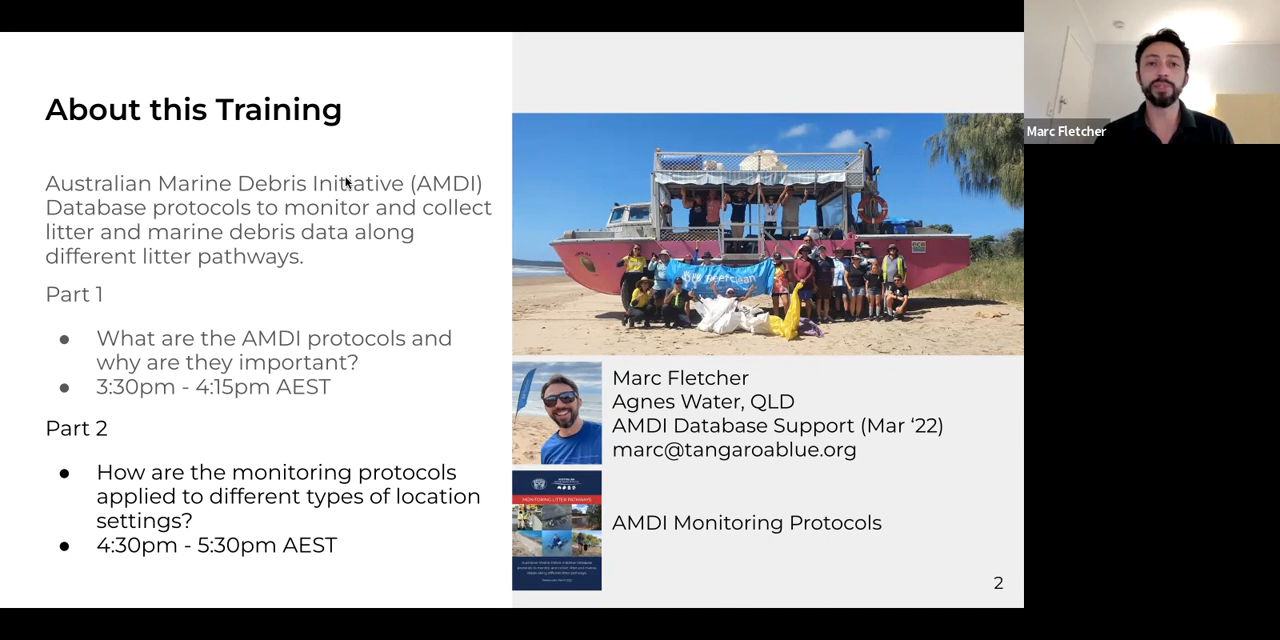 About this Training
Australian Marine Debris Initiative (AMDI)
Database protocols to monitor and collect
litter and marine debris data along
different litter pathways.
Part 1
● What are the AMDI protocols and
why are they important?
● 3:30pm - 4:15pm AEST
Part 2
● How are the monitoring protocols
applied to different types of location
settings?
● 4:30pm - 5:30pm AEST
Marc Fletcher
Agnes Water, QLD
AMDI Database Support (Mar ‘22)
marc@tangaroablue.org
MONITORING LITTER PATHWAYS
AMDI Monitoring Protocols
2
Marc Fletcher